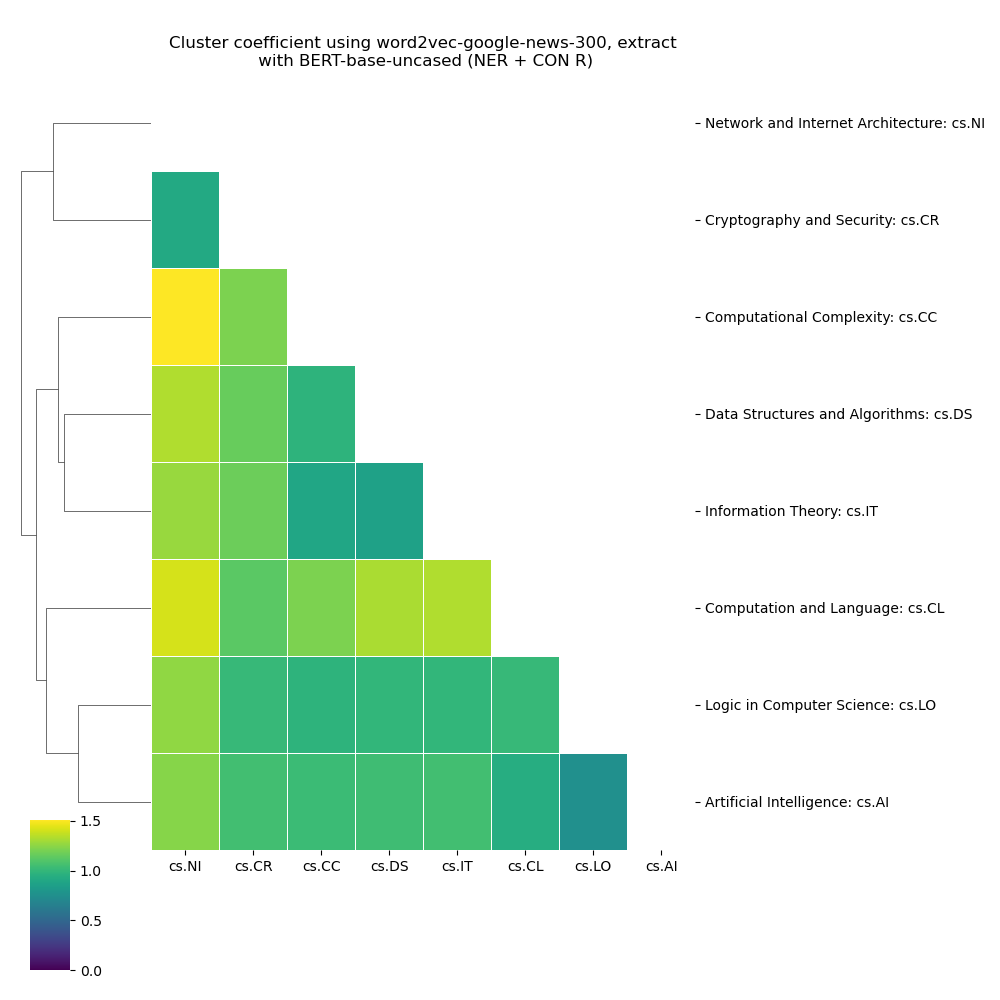 Cluster coefficient using word2vec-google-news-300, extract
with BERT-base-uncased (NER + CON R)
Network and Internet Architecture: cs.NI
Cryptography and Security: cs.CR
Computational Complexity: cs.CC
Data Structures and Algorithms: cs.DS
Information Theory: cs.IT
Computation and Language: cs.CL
Logic in Computer Science: cs.LO
Artificial Intelligence: cs.AI
cs.NI cs.CR cs.CC cs.DS cs.IT cs.CL cs.LO cs.AI
1.5
1.0
0.5
0.0